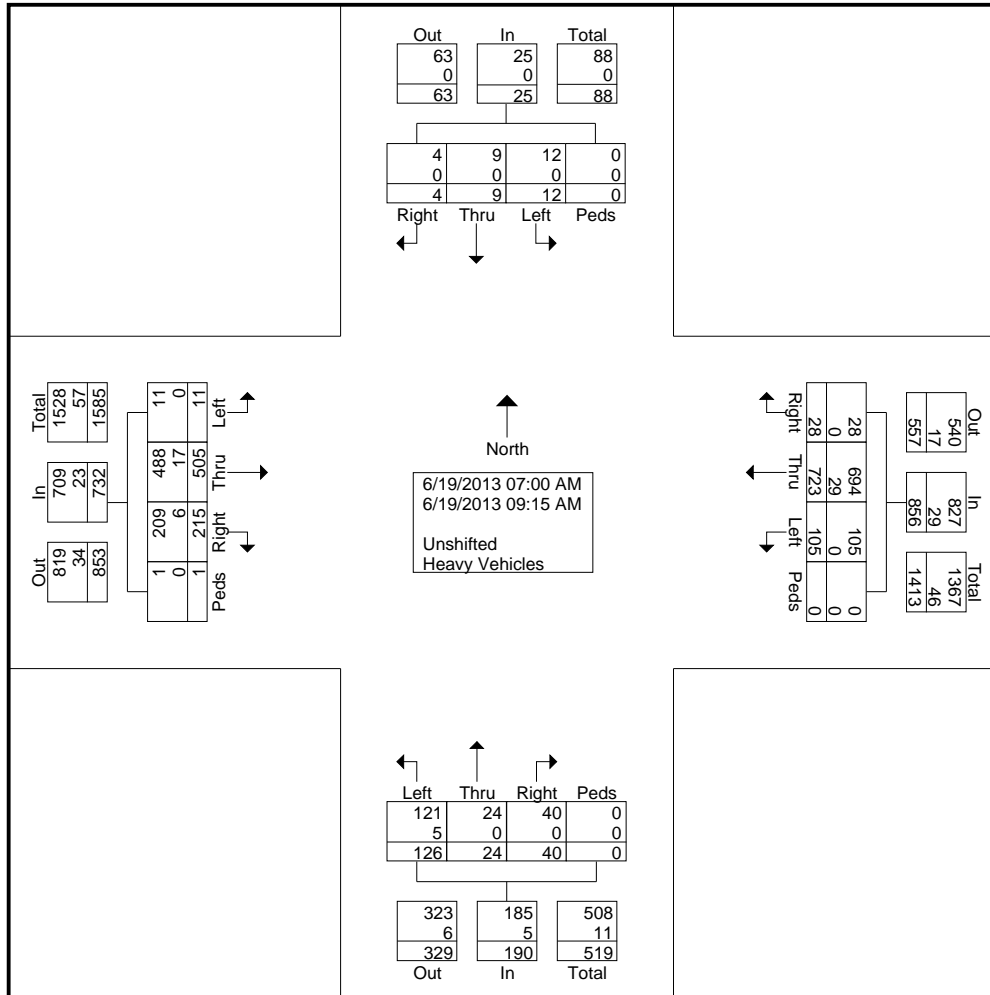 Out In Total
63 25 88
0 0 0
63 25 88
4 9 12 0
0 0 0 0
4 9 12 0
Right Thru Left Peds
Total
1528
57
1585
In
709
23
732
Out
819
34
853
11 0 11 Left
488 17 505 Thru
209 6 215 Right
1 0 1 Peds
North
6/19/2013 07:00 AM
6/19/2013 09:15 AM
Unshifted
Heavy Vehicles
Right 28 0 28
Thru 723 29 694
Left 105 0 105
Peds 0 0 0
Out
540
17
557
In
827
29
856
Total
1367
46
1413
Left Thru Right Peds
121 24 40 0
5 0 0 0
126 24 40 0
323 185 508
6 5 11
329 190 519
Out In Total